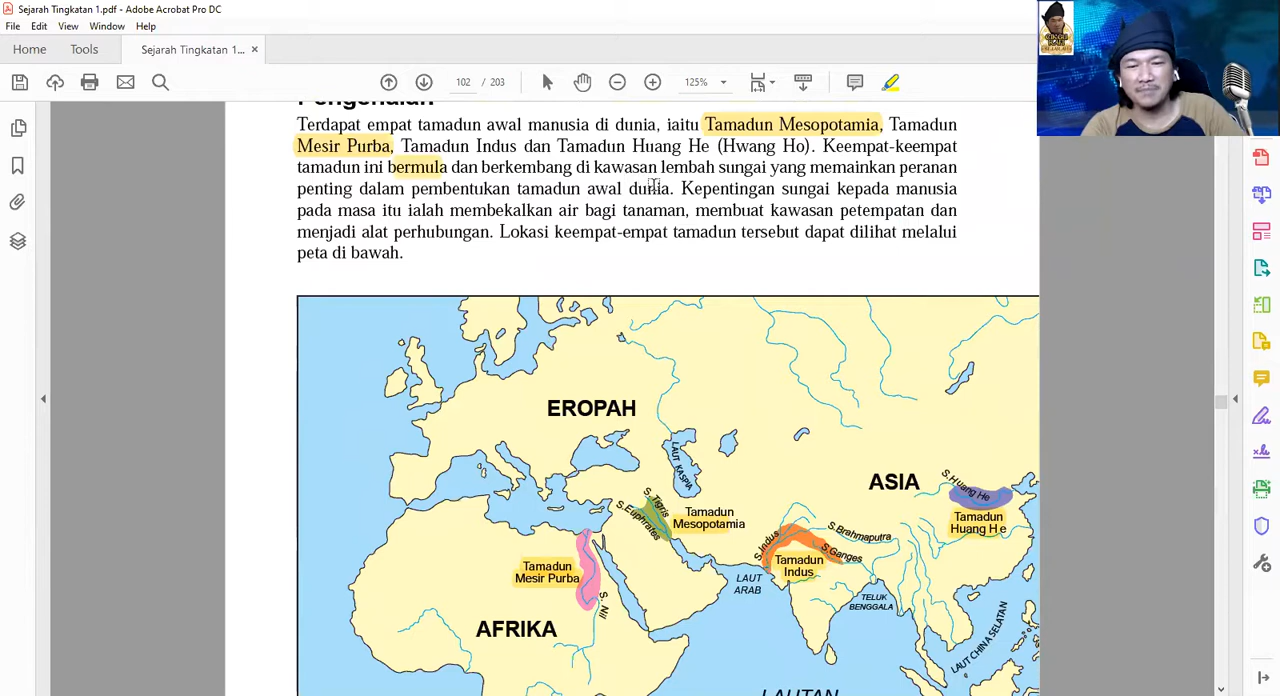 Sejarah Tingkatan 1.pdf - Adobe Acrobat Pro DC
File Edit View Window Help
Home Tools Sejarah Tingkatan 1... ×
102 / 203 125%
Pengenalan
Terdapat empat tamadun awal manusia di dunia, iaitu Tamadun Mesopotamia, Tamadun
Mesir Purba, Tamadun Indus dan Tamadun Huang He (Hwang Ho). Keempat-keempat
tamadun ini bermula dan berkembang di kawasan lembah sungai yang memainkan peranan
penting dalam pembentukan tamadun awal dunia. Kepentingan sungai kepada manusia
pada masa itu ialah membekalkan air bagi tanaman, membuat kawasan petempatan dan
menjadi alat perhubungan. Lokasi keempat-empat tamadun tersebut dapat dilihat melalui
peta di bawah.
EROPAH
LAUT KASPIA
ASIA
S.Huang He
Tamadun
Huang He
S. Tigris
S.Euphrates
Tamadun
Mesopotamia
S.Indus
S.Brahmaputra
S.Ganges
Tamadun
Indus
Tamadun
Mesir Purba
S. Nil
LAUT
ARAB
TELUK
BENGGALA
AFRIKA
LAUT CHINA SELATAN
LAUTAN